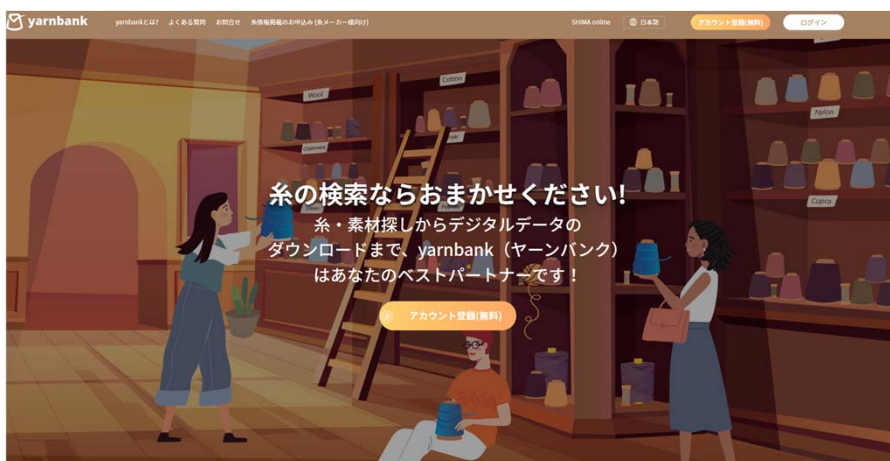 yarnbank
yarnbankとは?
よくある質問
お問合せ
糸情報掲載のお申込み (糸メーカー様向け)
SHIMA online
日本語
アカウント登録(無料)
ログイン
Cotton
Wool
Nylon
Cashmere
Silk
Cupra
糸の検索ならおまかせください!
糸・素材探しからデジタルデータの
ダウンロードまで、yarnbank（ヤーンバンク）
はあなたのベストパートナーです！
アカウント登録(無料)